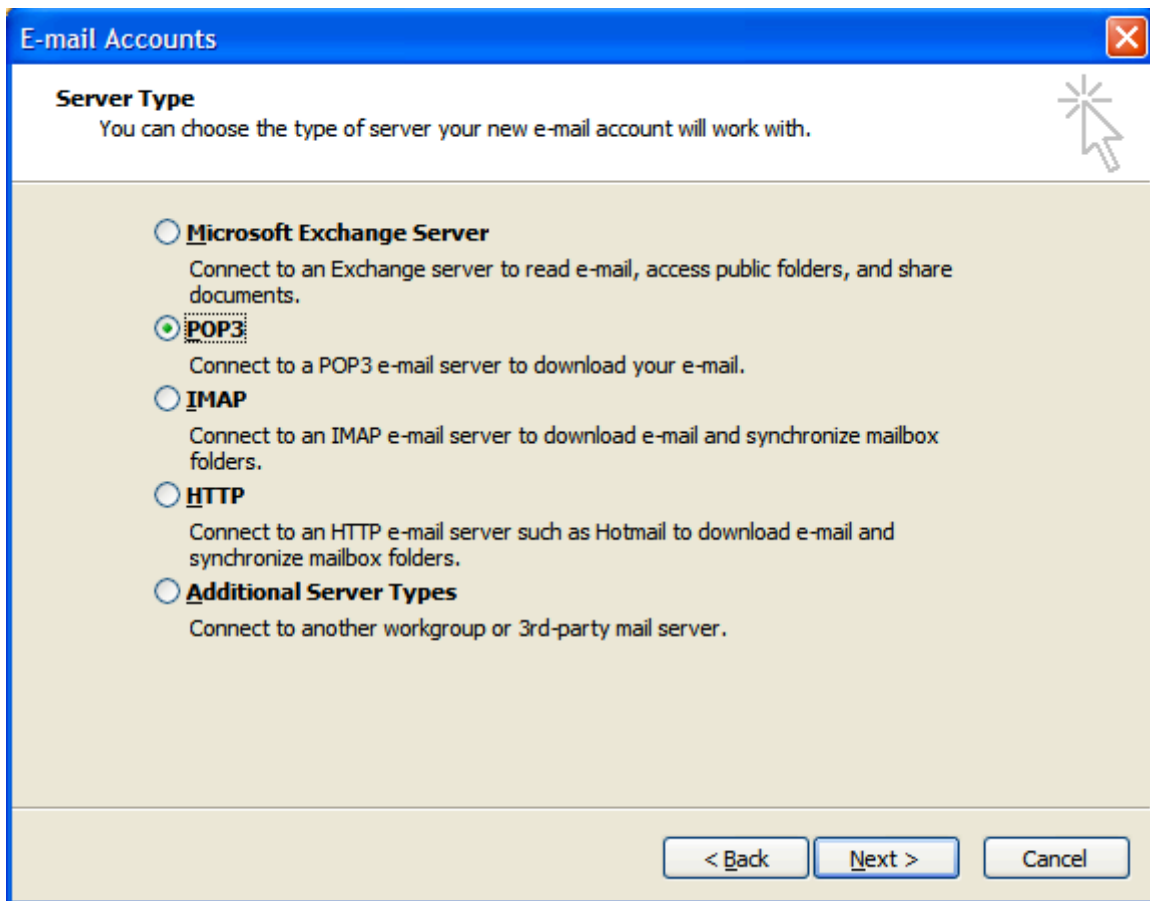 E-mail Accounts
Server Type
You can choose the type of server your new e-mail account will work with.
Microsoft Exchange Server
Connect to an Exchange server to read e-mail, access public folders, and share
documents.
POP3
Connect to a POP3 e-mail server to download your e-mail.
IMAP
Connect to an IMAP e-mail server to download e-mail and synchronize mailbox
folders.
HTTP
Connect to an HTTP e-mail server such as Hotmail to download e-mail and
synchronize mailbox folders.
Additional Server Types
Connect to another workgroup or 3rd-party mail server.
< Back Next > Cancel